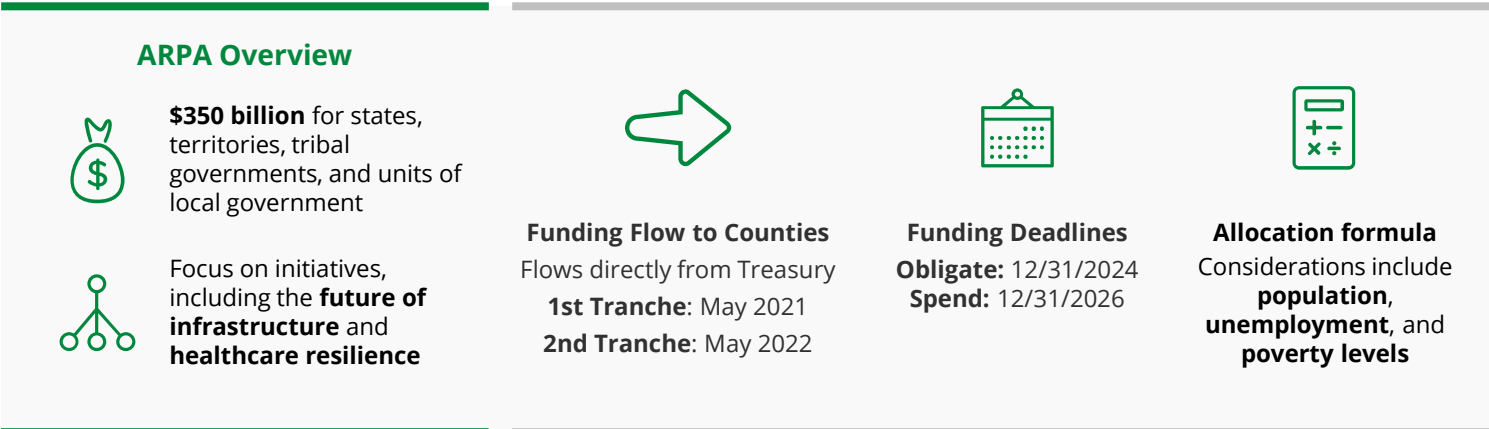 ARPA Overview
$350 billion for states,
territories, tribal
governments, and units of
local government
Focus on initiatives,
including the future of
infrastructure and
healthcare resilience
Funding Flow to Counties
Flows directly from Treasury
1st Tranche: May 2021
2nd Tranche: May 2022
Funding Deadlines
Obligate: 12/31/2024
Spend: 12/31/2026
Allocation formula
Considerations include
population,
unemployment, and
poverty levels